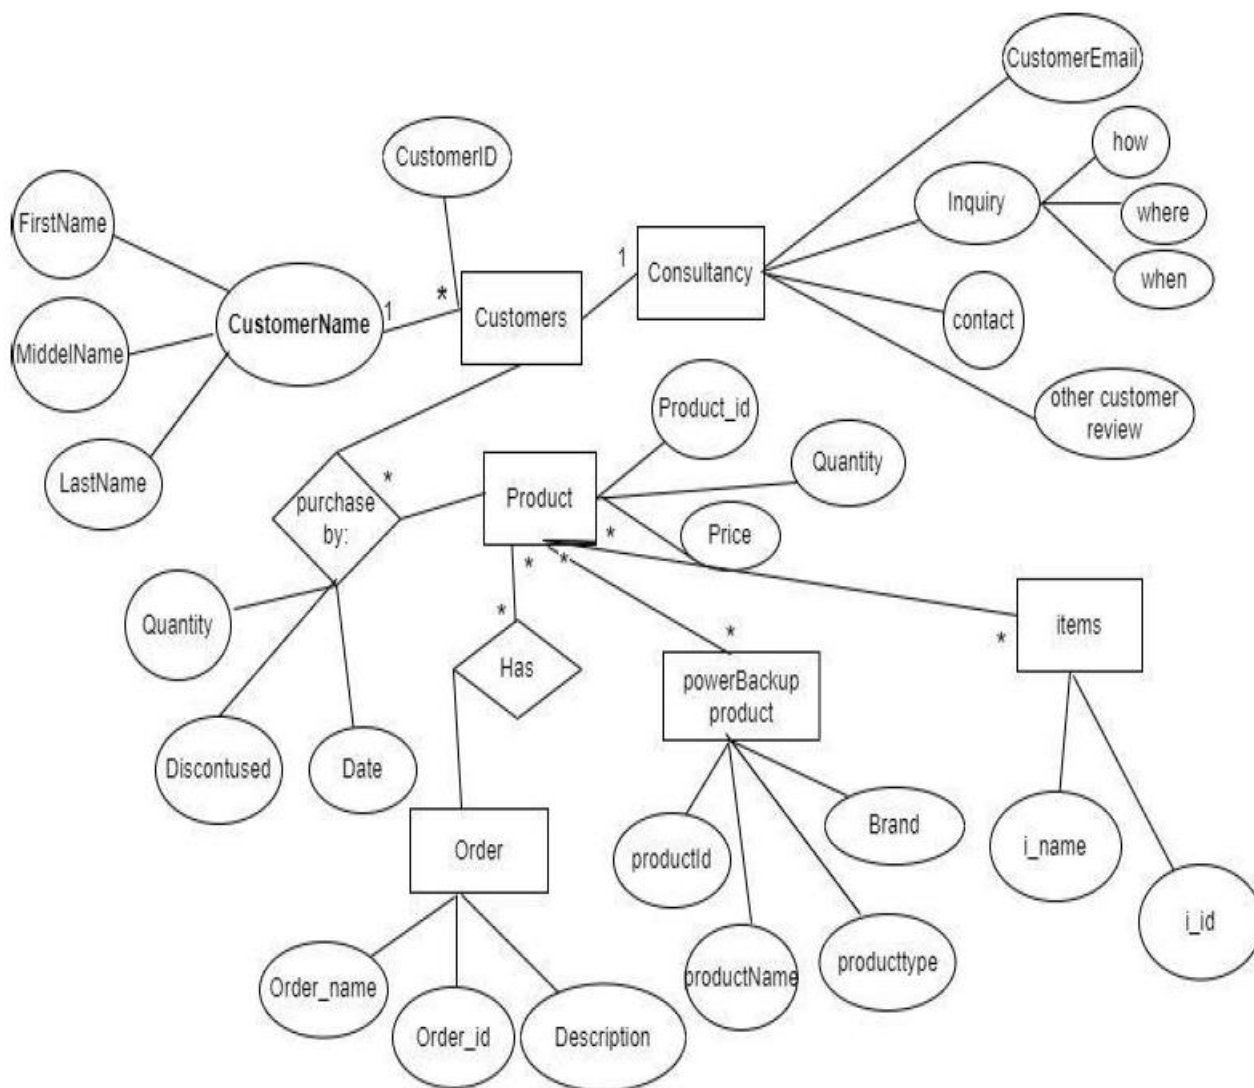 CustomerEmail
how
CustomerID
FirstName
Inquiry
where
1
Consultancy
when
*
1
CustomerName
Customers
contact
MiddelName
Product_id
other customer
review
Quantity
LastName
*
purchase
by:
Product
*
Price
*
*
Quantity
*
*
*
items
Has
powerBackup
product
Discontused
Date
Brand
Order
productId
i_name
i_id
producttype
productName
Order_name
Order_id
Description